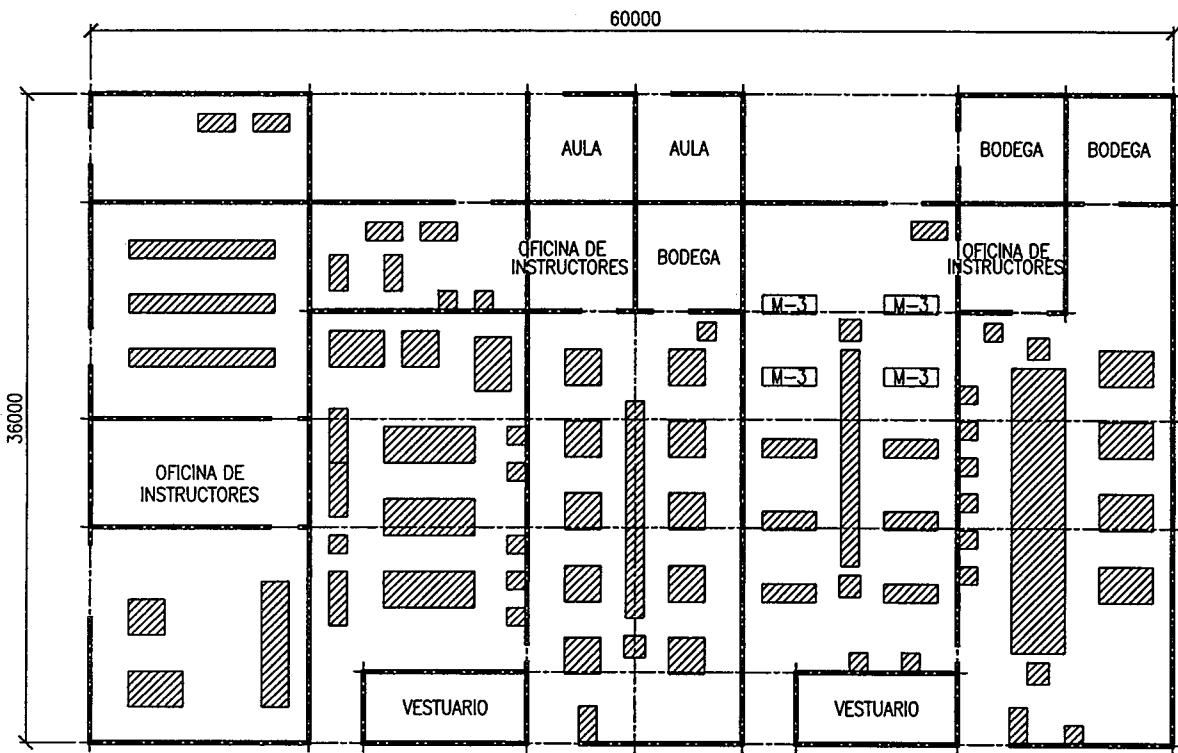 60000
AULA
AULA
BODEGA
BODEGA
OFICINA DE
INSTRUCTORES
BODEGA
OFICINA DE
INSTRUCTORES
M-3
M-3
M-3
M-3
36000
OFICINA DE
INSTRUCTORES
VESTUARIO
VESTUARIO